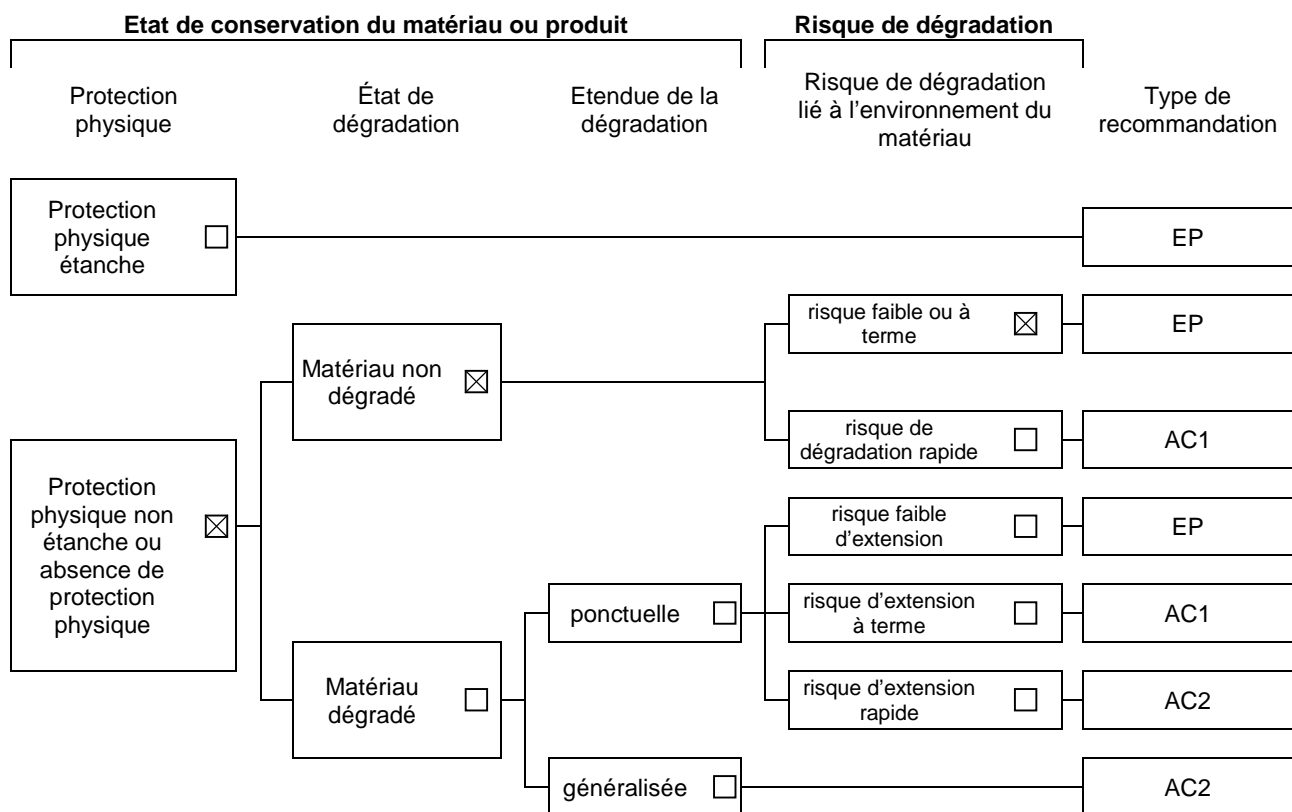 Etat de conservation du matériau ou produit
Risque de dégradation
Protection
physique
État de
dégradation
Etendue de la
dégradation
Risque de dégradation
lié à l'environnement du
matériau
Type de
recommandation
Protection
physique
étanche
EP
risque faible ou à
terme
EP
Matériau non
dégradé
risque de
dégradation rapide
AC1
Protection
physique non
étanche ou
absence de
protection
physique
risque faible
d'extension
EP
ponctuelle
risque d'extension
à terme
AC1
Matériau
dégradé
risque d'extension
rapide
AC2
généralisée
AC2